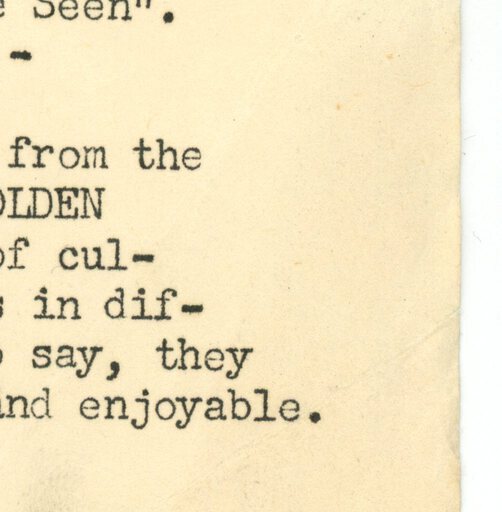 Seen".
-
from the
OLDEN
of cul-
in dif-
say, they
and enjoyable.